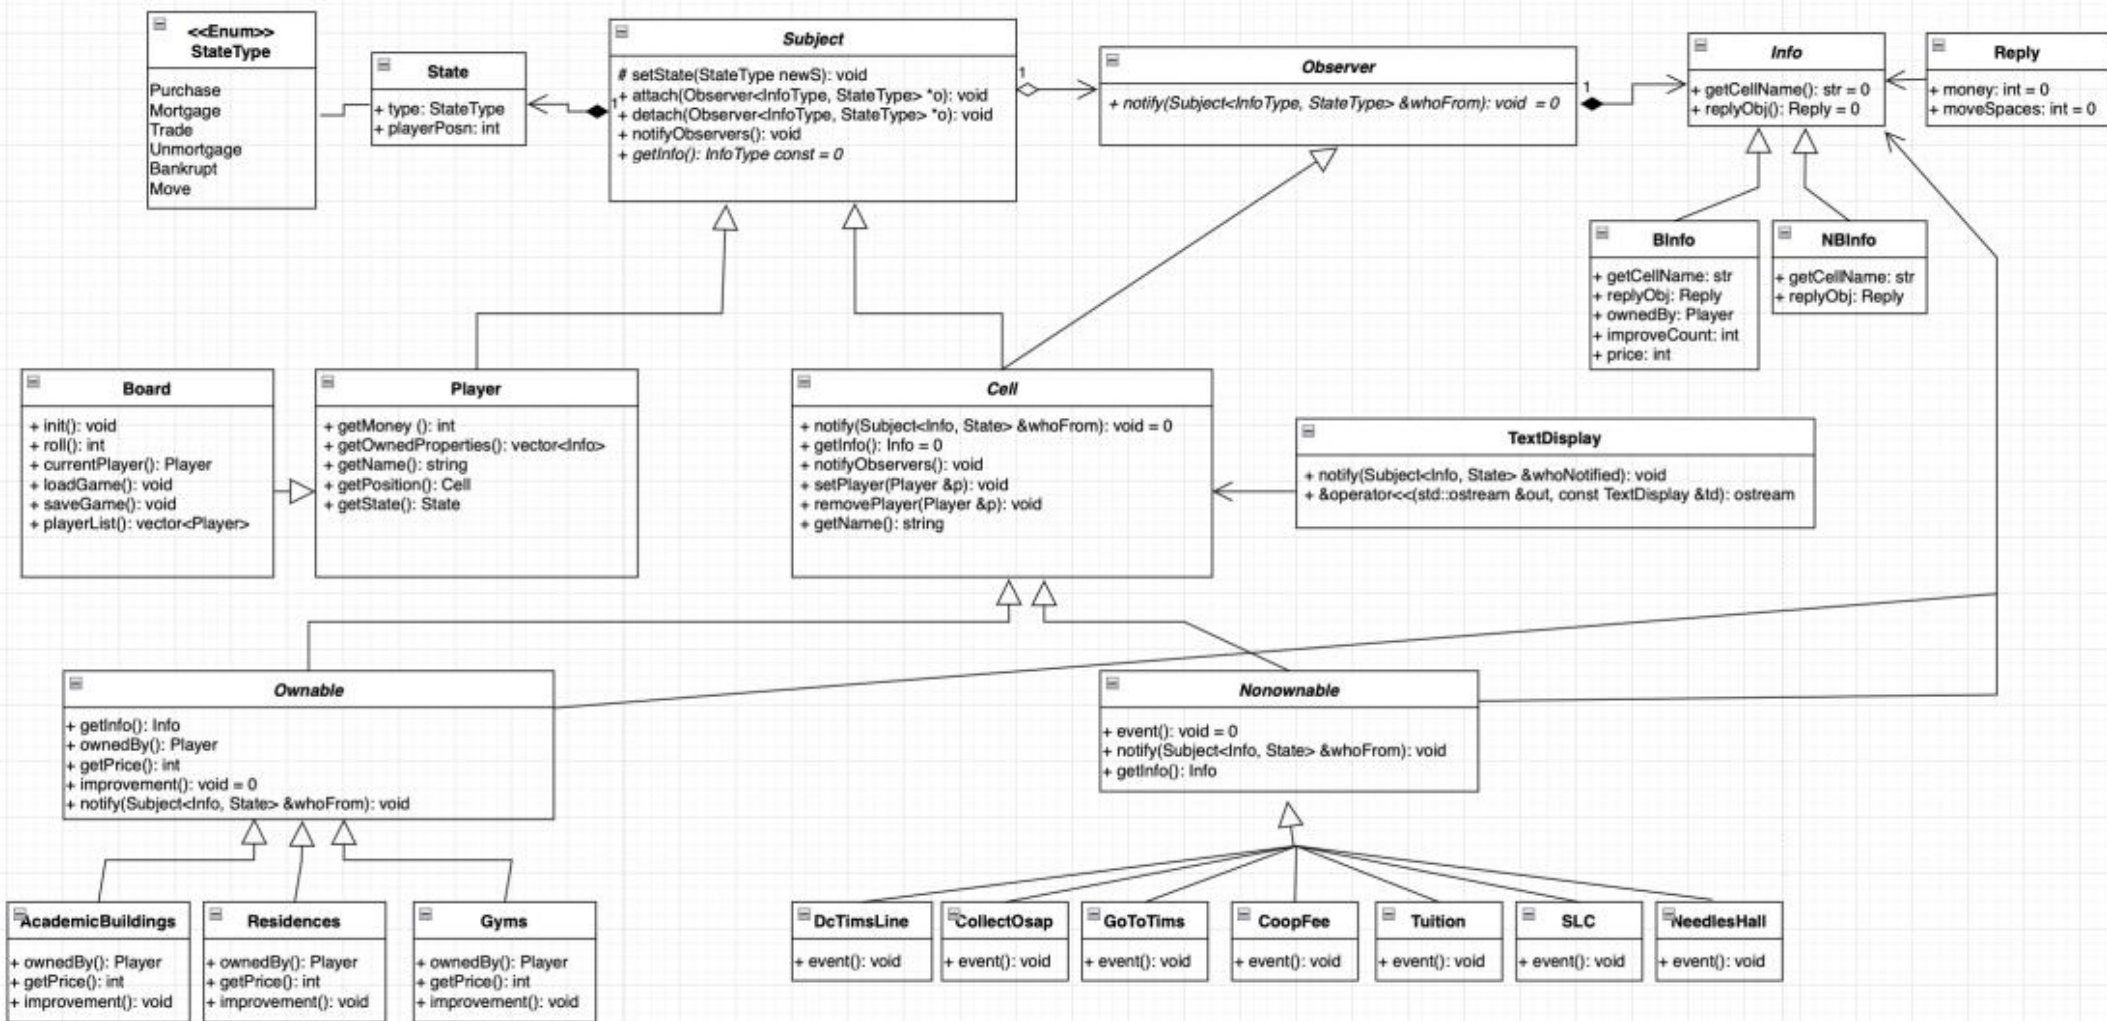 <<Enum>>
StateType
Purchase
Mortgage
Trade
Unmortgage
Bankrupt
Move
State
+ type: StateType
+ playerPosn: int
Subject
# setState(StateType newS): void
+ attach(Observer<InfoType, StateType> *o): void
+ detach(Observer<InfoType, StateType> *o): void
+ notifyObservers(): void
+ getInfo(): InfoType const = 0
1
1
Observer
+ notify(Subject<InfoType, StateType> &whoFrom): void = 0
1
Info
+ getCellName(): str = 0
+ replyObj(): Reply = 0
Reply
+ money: int = 0
+ moveSpaces: int = 0
BInfo
+ getCellName: str
+ replyObj: Reply
+ ownedBy: Player
+ improveCount: int
+ price: int
NBInfo
+ getCellName: str
+ replyObj: Reply
Board
+ init(): void
+ roll(): int
+ currentPlayer(): Player
+ loadGame(): void
+ saveGame(): void
+ playerList(): vector<Player>
Player
+ getMoney (): int
+ getOwnedProperties(): vector<Info>
+ getName(): string
+ getPosition(): Cell
+ getState(): State
Cell
+ notify(Subject<Info, State> &whoFrom): void = 0
+ getInfo(): Info = 0
+ notifyObservers(): void
+ setPlayer(Player &p): void
+ removePlayer(Player &p): void
+ getName(): string
TextDisplay
+ notify(Subject<Info, State> &whoNotified): void
+ &operator<<(std::ostream &out, const TextDisplay &td): ostream
Ownable
+ getInfo(): Info
+ ownedBy(): Player
+ getPrice(): int
+ improvement(): void = 0
+ notify(Subject<Info, State> &whoFrom): void
Nonownable
+ event(): void = 0
+ notify(Subject<Info, State> &whoFrom): void
+ getInfo(): Info
AcademicBuildings
+ ownedBy(): Player
+ getPrice(): int
+ improvement(): void
Residences
+ ownedBy(): Player
+ getPrice(): int
+ improvement(): void
Gyms
+ ownedBy(): Player
+ getPrice(): int
+ improvement(): void
DcTimsLine
+ event(): void
CollectOsap
+ event(): void
GoToTims
+ event(): void
CoopFee
+ event(): void
Tuition
+ event(): void
SLC
+ event(): void
NeedlesHall
+ event(): void